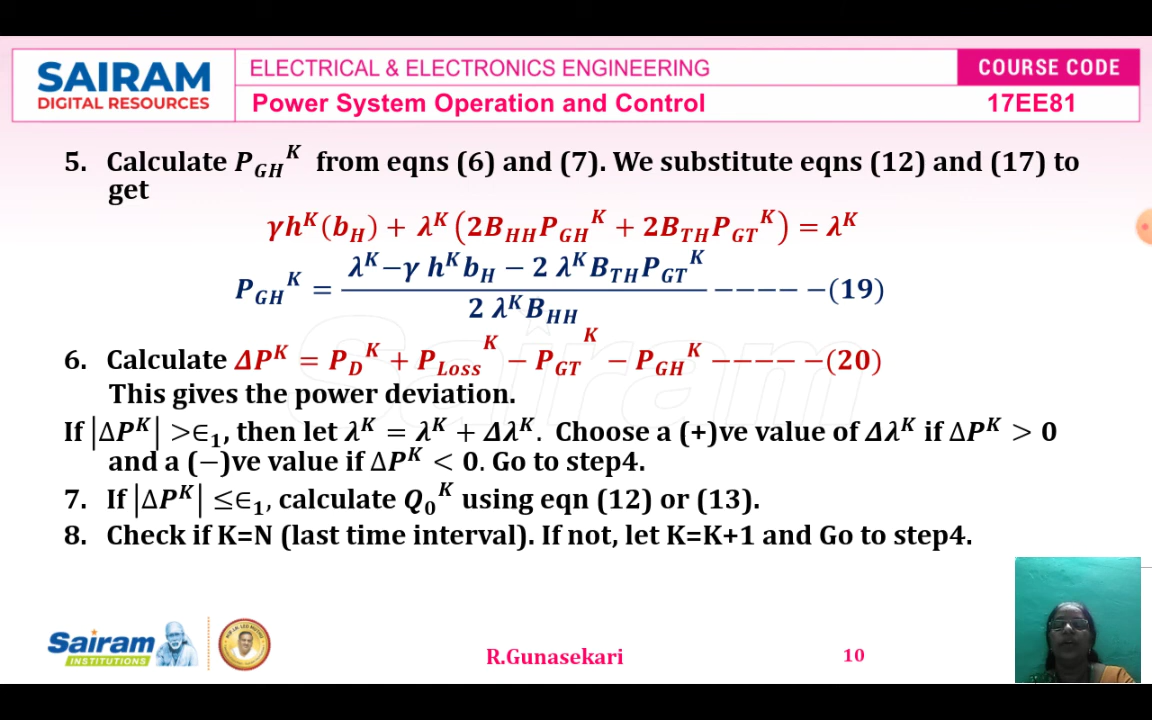 SAIRAM
DIGITAL RESOURCES
ELECTRICAL & ELECTRONICS ENGINEERING
Power System Operation and Control
COURSE CODE
17EE81
5. Calculate P_GH^K from eqns (6) and (7). We substitute eqns (12) and (17) to
get
γh^K(b_H) + λ^K(2B_HH P_GH^K + 2B_TH P_GT^K) = λ^K
P_GH^K = (λ^K −γ h^K b_H − 2 λ^K B_TH P_GT^K) / (2 λ^K B_HH) −−−− −(19)
6. Calculate ΔP^K = P_D^K + P_Loss^K − P_GT^K − P_GH^K −−−− −(20)
This gives the power deviation.
If |ΔP^K| >∈₁, then let λ^K = λ^K + Δλ^K. Choose a (+)ve value of Δλ^K if ΔP^K > 0
and a (−)ve value if ΔP^K < 0. Go to step4.
7. If |ΔP^K| ≤∈₁, calculate Q_0^K using eqn (12) or (13).
8. Check if K=N (last time interval). If not, let K=K+1 and Go to step4.
Sairam
INSTITUTIONS
R.Gunasekari
10